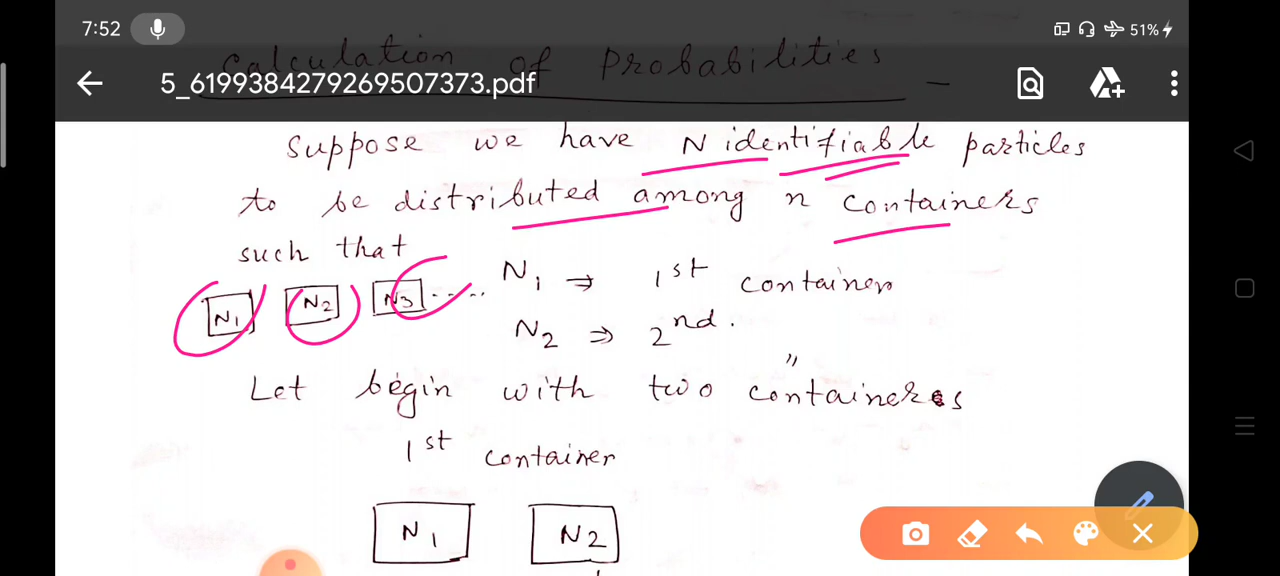 7:52
51%
Calculation of Probabilities
5_6199384279269507373.pdf
Suppose we have N identifiable particles
to be distributed among n containers
such that
N1 N2 N3 ..... N1 ⇒ 1st container
N2 ⇒ 2nd. "
Let begin with two containers
1st container
N1 N2